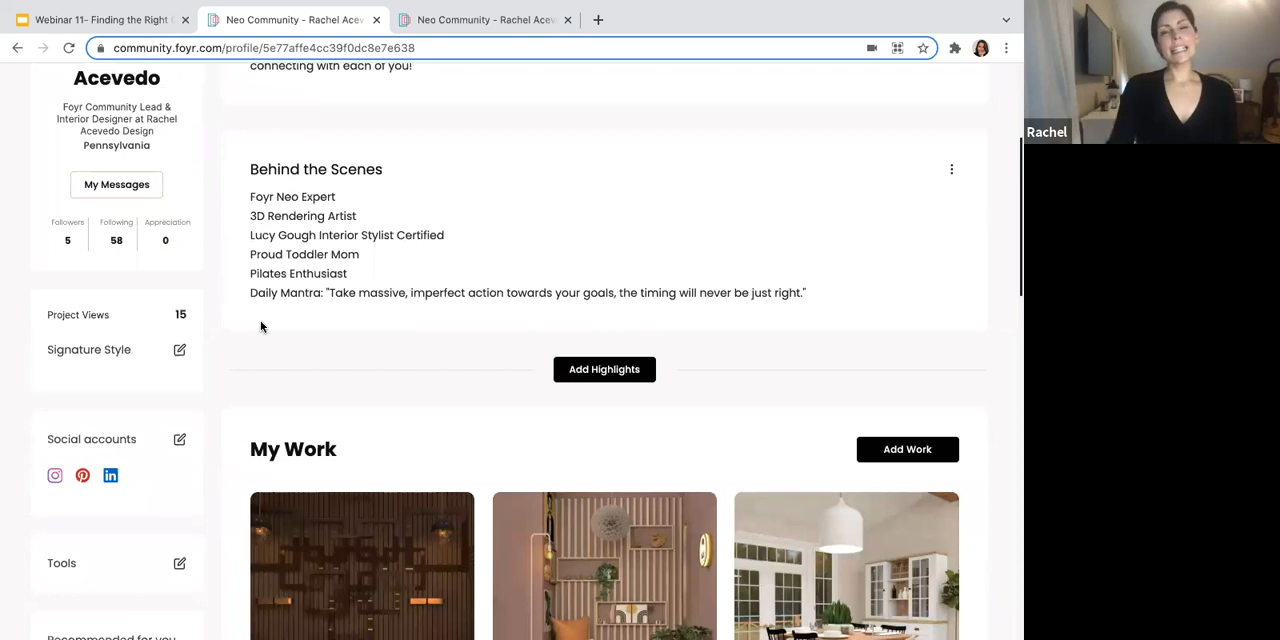 Webinar 11- Finding the Right
Neo Community - Rachel Acev
Neo Community - Rachel Acev
community.foyr.com/profile/5e77affe4cc39f0dc8e7e638
Rachel
Acevedo
Foyr Community Lead &
Interior Designer at Rachel
Acevedo Design
Pennsylvania
My Messages
Followers
Following
Appreciation
5
58
0
Project Views
15
Signature Style
Social accounts
Tools
Recommended for you
connecting with each of you!
Behind the Scenes
Foyr Neo Expert
3D Rendering Artist
Lucy Gough Interior Stylist Certified
Proud Toddler Mom
Pilates Enthusiast
Daily Mantra: "Take massive, imperfect action towards your goals, the timing will never be just right."
Add Highlights
My Work
Add Work